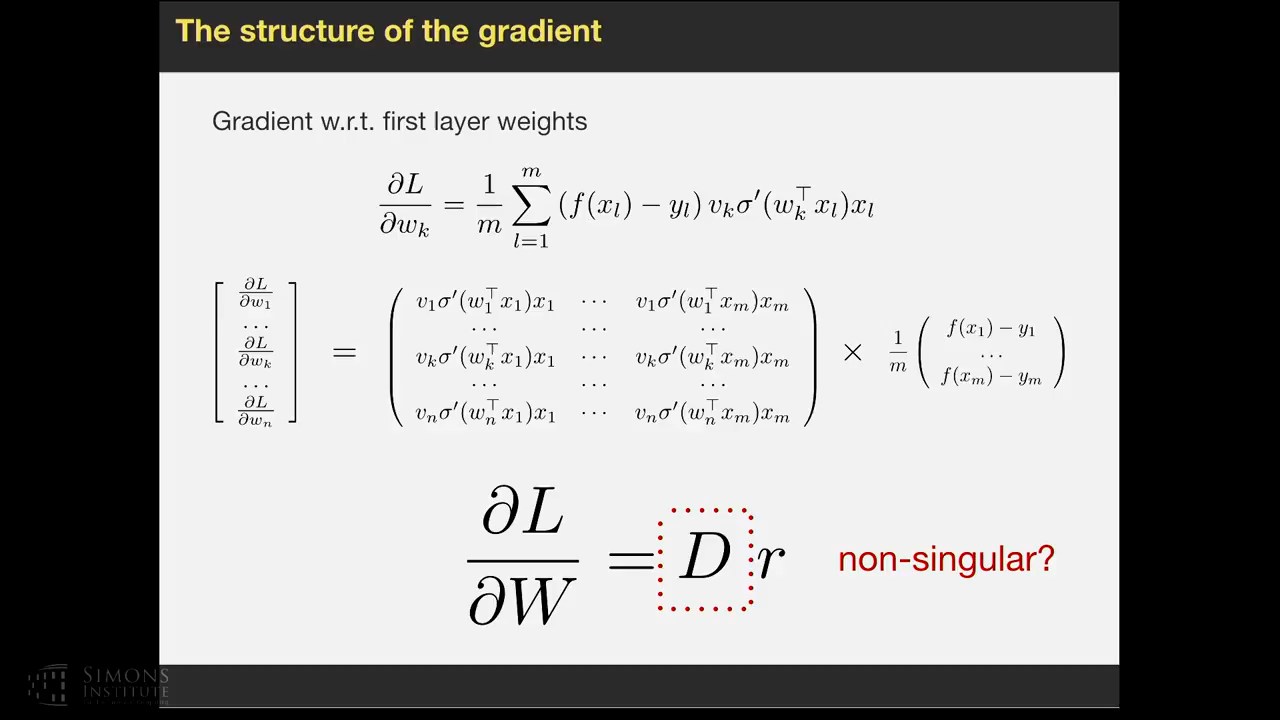 The structure of the gradient
Gradient w.r.t. first layer weights
∂L/∂w_k = 1/m ∑_{l=1}^{m} (f(x_l) − y_l) v_k σ′(w_k^⊤ x_l) x_l
[ ∂L/∂w_1 … ∂L/∂w_k … ∂L/∂w_n ] =
( v_1σ′(w_1^⊤x_1)x_1 ⋯ v_1σ′(w_1^⊤x_m)x_m
⋯ ⋯ ⋯
v_kσ′(w_k^⊤x_1)x_1 ⋯ v_kσ′(w_k^⊤x_m)x_m
⋯ ⋯ ⋯
v_nσ′(w_n^⊤x_1)x_1 ⋯ v_nσ′(w_n^⊤x_m)x_m )
× 1/m ( f(x_1) − y_1
⋯
f(x_m) − y_m )
∂L/∂W = D r
non-singular?
SIMONS
INSTITUTE